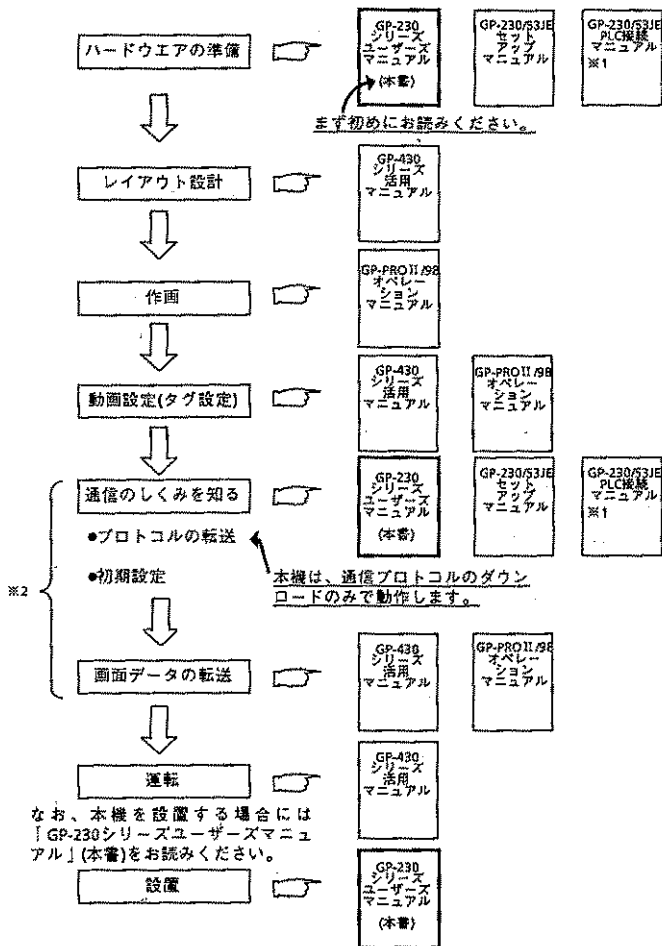 ハードウエアの準備
GP-230
シリーズ
ユーザーズ
マニュアル
(本書)
GP-230/S3JE
セット
アップ
マニュアル
GP-230/S3JE
PLC接続
マニュアル
※1
まず初めにお読みください。
レイアウト設計
GP-430
シリーズ
活用
マニュアル
作画
GP-PROII/98
オペレー
ション
マニュアル
動画設定(タグ設定)
GP-430
シリーズ
活用
マニュアル
GP-PROII/98
オペレー
ション
マニュアル
通信のしくみを知る
GP-230
シリーズ
ユーザーズ
マニュアル
(本書)
GP-230/S3JE
セット
アップ
マニュアル
GP-230/S3JE
PLC接続
マニュアル
※1
●プロトコルの転送
●初期設定
本機は、通信プロトコルのダウン
ロードのみで動作します。
※2
画面データの転送
GP-430
シリーズ
活用
マニュアル
GP-PROII/98
オペレー
ション
マニュアル
運転
GP-430
シリーズ
活用
マニュアル
なお、本機を設置する場合には
「GP-230シリーズユーザーズマニュ
アル」(本書)をお読みください。
設置
GP-230
シリーズ
ユーザーズ
マニュアル
(本書)